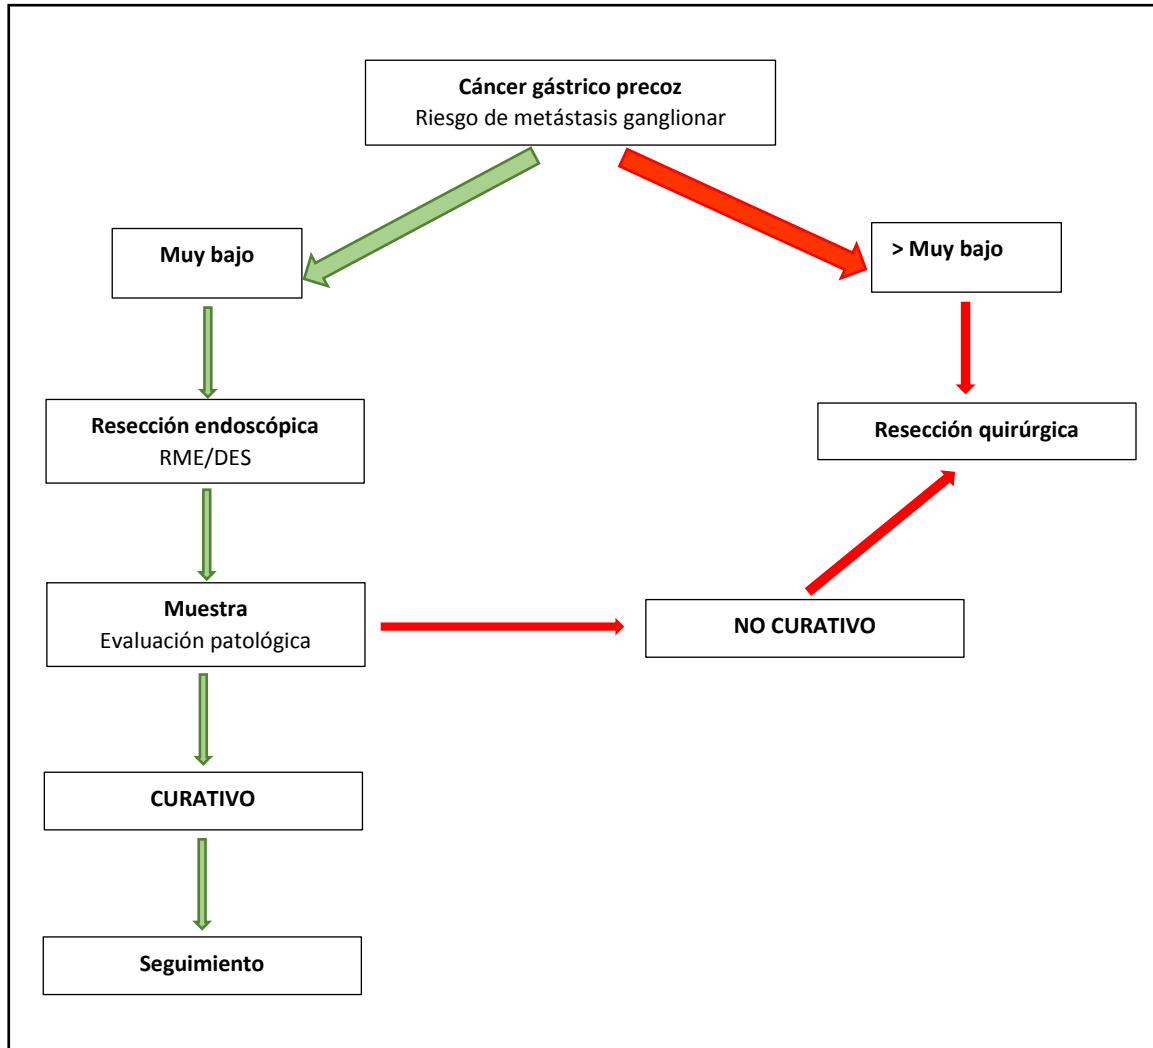 Cáncer gástrico precoz
Riesgo de metástasis ganglionar
Muy bajo
> Muy bajo
Resección endoscópica
RME/DES
Resección quirúrgica
Muestra
Evaluación patológica
NO CURATIVO
CURATIVO
Seguimiento